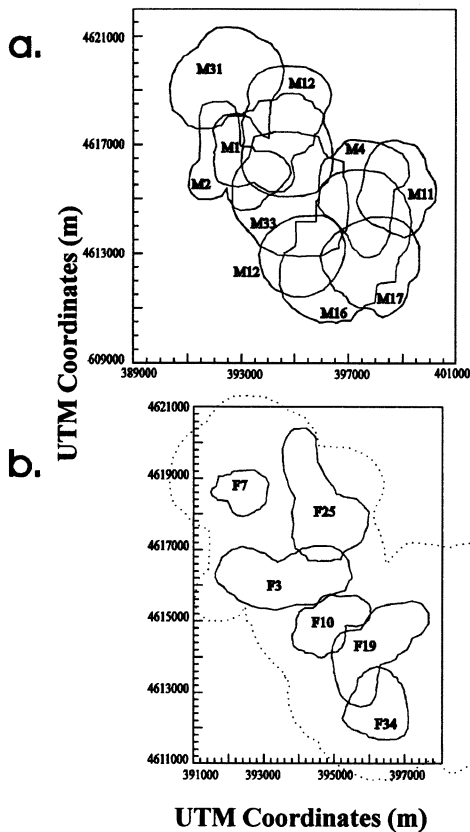 a.
4621000
M31
M12
4617000
M1
M4
M2
M11
M33
4613000
M12
M17
M16
4609000
389000 393000 397000 401000
UTM Coordinates (m)
b.
4621000
4619000
F7
F25
4617000
F3
4615000
F10
F19
4613000
F34
4611000
391000 393000 395000 397000
UTM Coordinates (m)